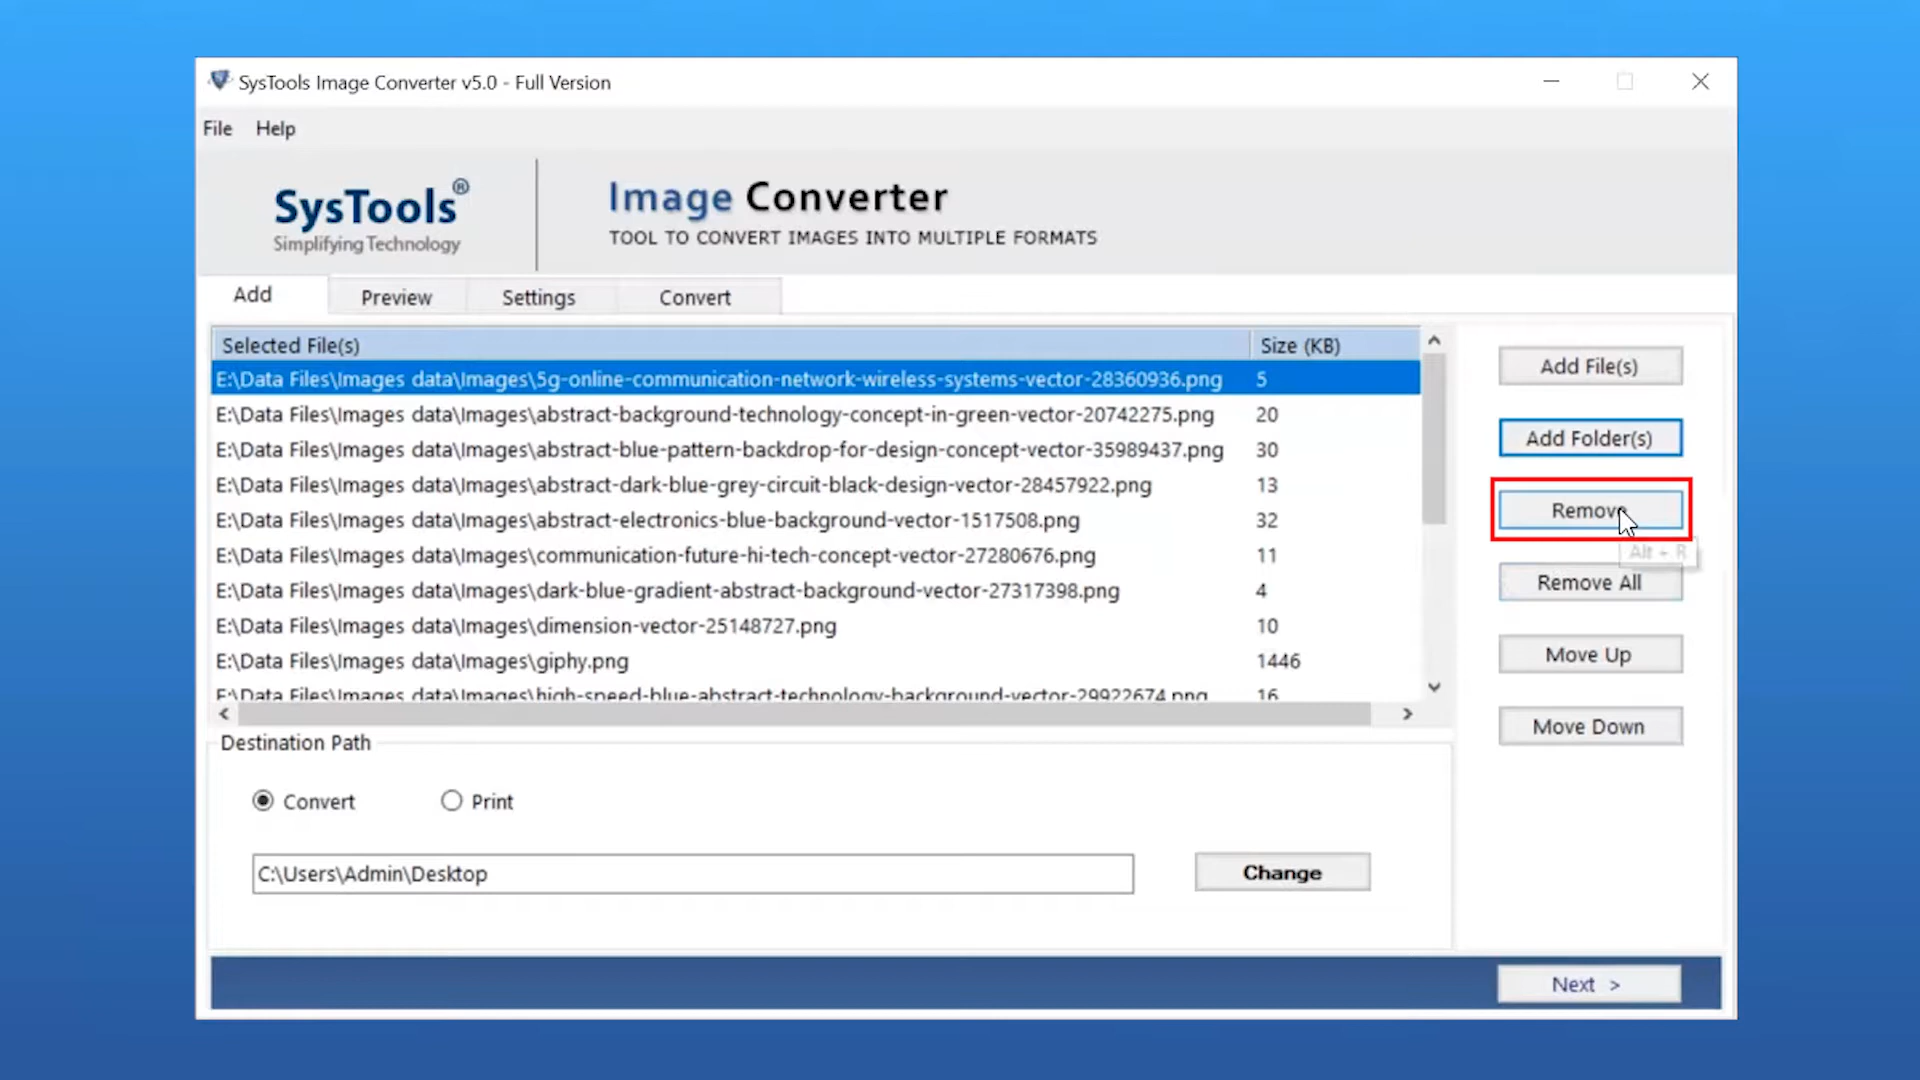 SysTools Image Converter v5.0 - Full Version
File Help
SysTools®
Simplifying Technology
Image Converter
TOOL TO CONVERT IMAGES INTO MULTIPLE FORMATS
Add Preview Settings Convert
Selected File(s) Size (KB)
E:\Data Files\Images data\Images\5g-online-communication-network-wireless-systems-vector-28360936.png 5
E:\Data Files\Images data\Images\abstract-background-technology-concept-in-green-vector-20742275.png 20
E:\Data Files\Images data\Images\abstract-blue-pattern-backdrop-for-design-concept-vector-35989437.png 30
E:\Data Files\Images data\Images\abstract-dark-blue-grey-circuit-black-design-vector-28457922.png 13
E:\Data Files\Images data\Images\abstract-electronics-blue-background-vector-1517508.png 32
E:\Data Files\Images data\Images\communication-future-hi-tech-concept-vector-27280676.png 11
E:\Data Files\Images data\Images\dark-blue-gradient-abstract-background-vector-27317398.png 4
E:\Data Files\Images data\Images\dimension-vector-25148727.png 10
E:\Data Files\Images data\Images\giphy.png 1446
E:\Data Files\Images data\Images\high-speed-blue-abstract-technology-background-vector-29922674.png 16
Add File(s)
Add Folder(s)
Remove
Alt + R
Remove All
Move Up
Move Down
Destination Path
Convert Print
C:\Users\Admin\Desktop
Change
Next >